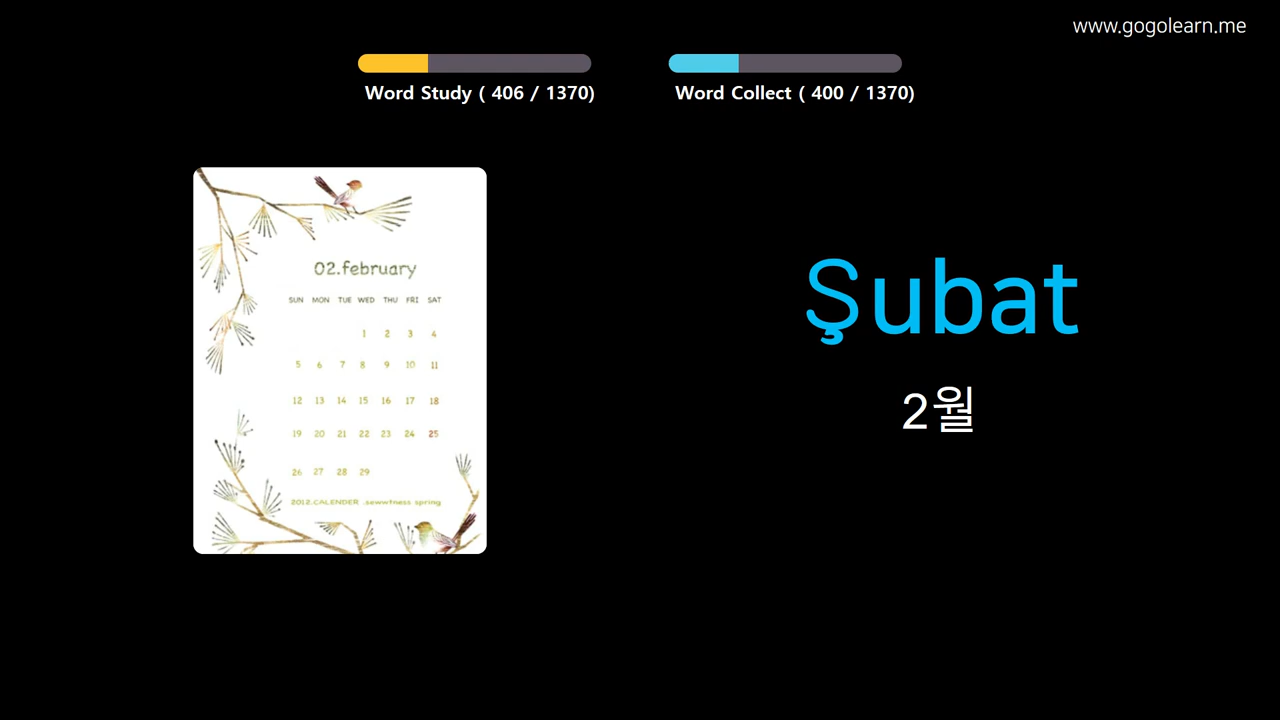 www.gogolearn.me
Word Study ( 406 / 1370)
Word Collect ( 400 / 1370)
02.february
SUN MON TUE WED THU FRI SAT
1 2 3 4
5 6 7 8 9 10 11
12 13 14 15 16 17 18
19 20 21 22 23 24 25
26 27 28 29
2012.CALENDER .sewwtness spring
Şubat
2월